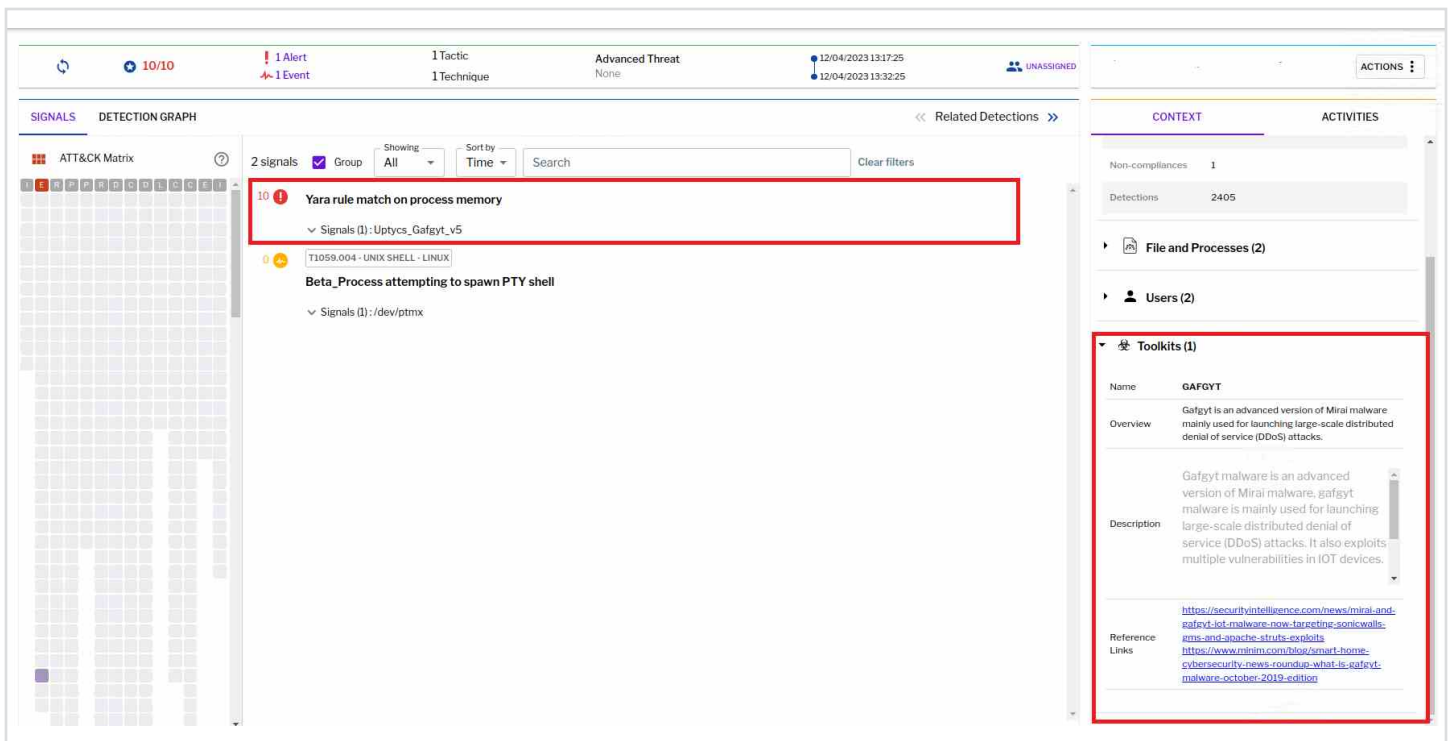 10/10
! 1 Alert
1 Event
1 Tactic
1 Technique
Advanced Threat
None
12/04/2023 13:17:25
12/04/2023 13:32:25
UNASSIGNED
ACTIONS
SIGNALS DETECTION GRAPH
« Related Detections »
CONTEXT ACTIVITIES
ATT&CK Matrix ?
I E R P P R D C D L C C E I
2 signals Group
Showing
All
Sort by
Time
Search
Clear filters
10 ! Yara rule match on process memory
Signals (1) : Uptycs_Gafgyt_v5
0 T1059.004 - UNIX SHELL - LINUX
Beta_Process attempting to spawn PTY shell
Signals (1) : /dev/ptmx
Non-compliances 1
Detections 2405
File and Processes (2)
Users (2)
Toolkits (1)
Name GAFGYT
Overview
Gafgyt is an advanced version of Mirai malware
mainly used for launching large-scale distributed
denial of service (DDoS) attacks.
Description
Gafgyt malware is an advanced
version of Mirai malware, gafgyt
malware is mainly used for launching
large-scale distributed denial of
service (DDoS) attacks. It also exploits
multiple vulnerabilities in IOT devices.
Reference
Links
https://securityintelligence.com/news/mirai-and-
gafgyt-iot-malware-now-targeting-sonicwalls-
gms-and-apache-struts-exploits
https://www.minim.com/blog/smart-home-
cybersecurity-news-roundup-what-is-gafgyt-
malware-october-2019-edition